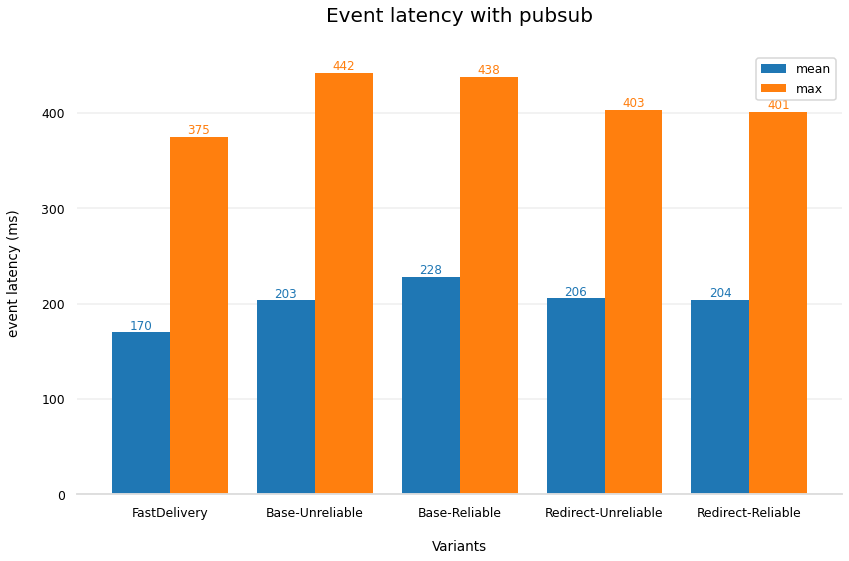 Event latency with pubsub
mean
max
event latency (ms)
400
300
200
100
0
375
442
438
403
401
170
203
228
206
204
FastDelivery
Base-Unreliable
Base-Reliable
Redirect-Unreliable
Redirect-Reliable
Variants